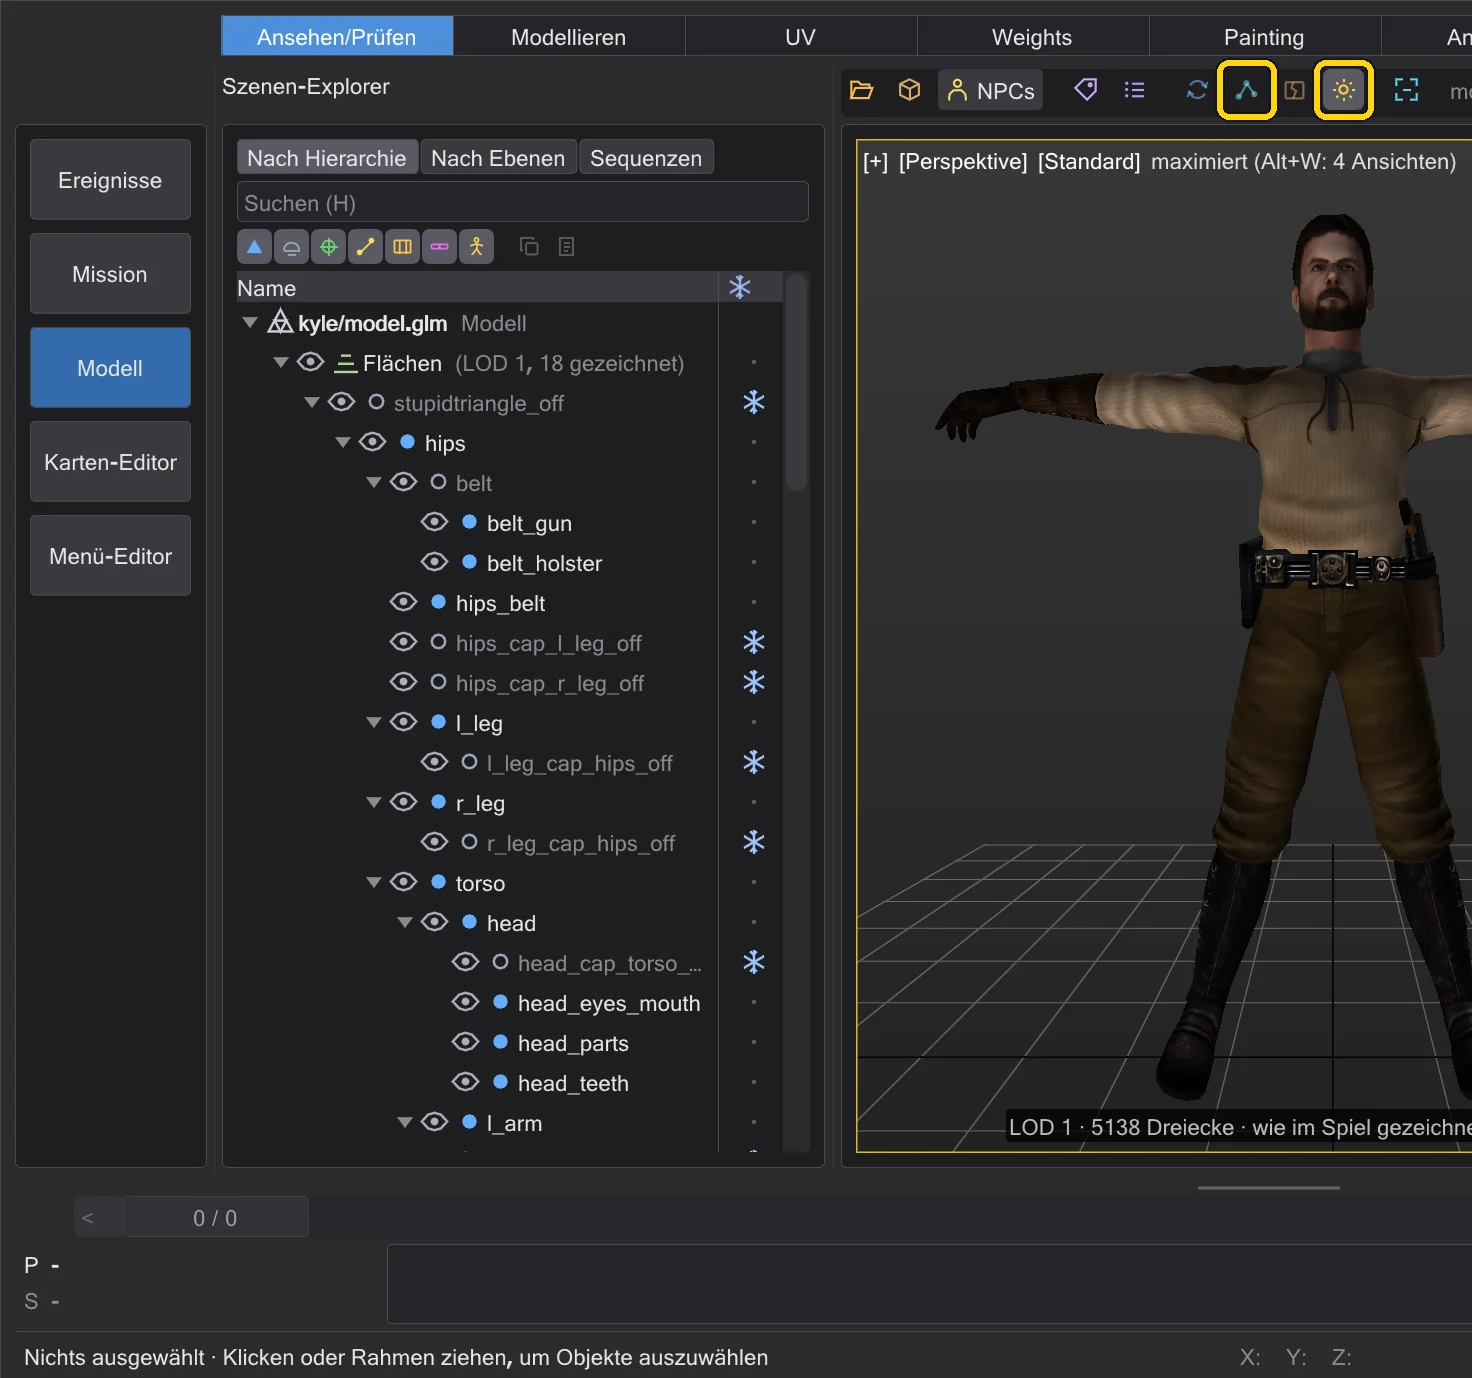 Ansehen/Prüfen
Modellieren
UV
Weights
Painting
Szenen-Explorer
NPCs
Ereignisse
Mission
Modell
Karten-Editor
Menü-Editor
Nach Hierarchie
Nach Ebenen
Sequenzen
Suchen (H)
Name
kyle/model.glm Modell
Flächen (LOD 1, 18 gezeichnet)
stupidtriangle_off
hips
belt
belt_gun
belt_holster
hips_belt
hips_cap_l_leg_off
hips_cap_r_leg_off
l_leg
l_leg_cap_hips_off
r_leg
r_leg_cap_hips_off
torso
head
head_cap_torso_...
head_eyes_mouth
head_parts
head_teeth
l_arm
[+] [Perspektive] [Standard] maximiert (Alt+W: 4 Ansichten)
LOD 1 · 5138 Dreiecke · wie im Spiel gezeichne
< 0 / 0
P -
S -
Nichts ausgewählt · Klicken oder Rahmen ziehen, um Objekte auszuwählen
X: Y: Z: